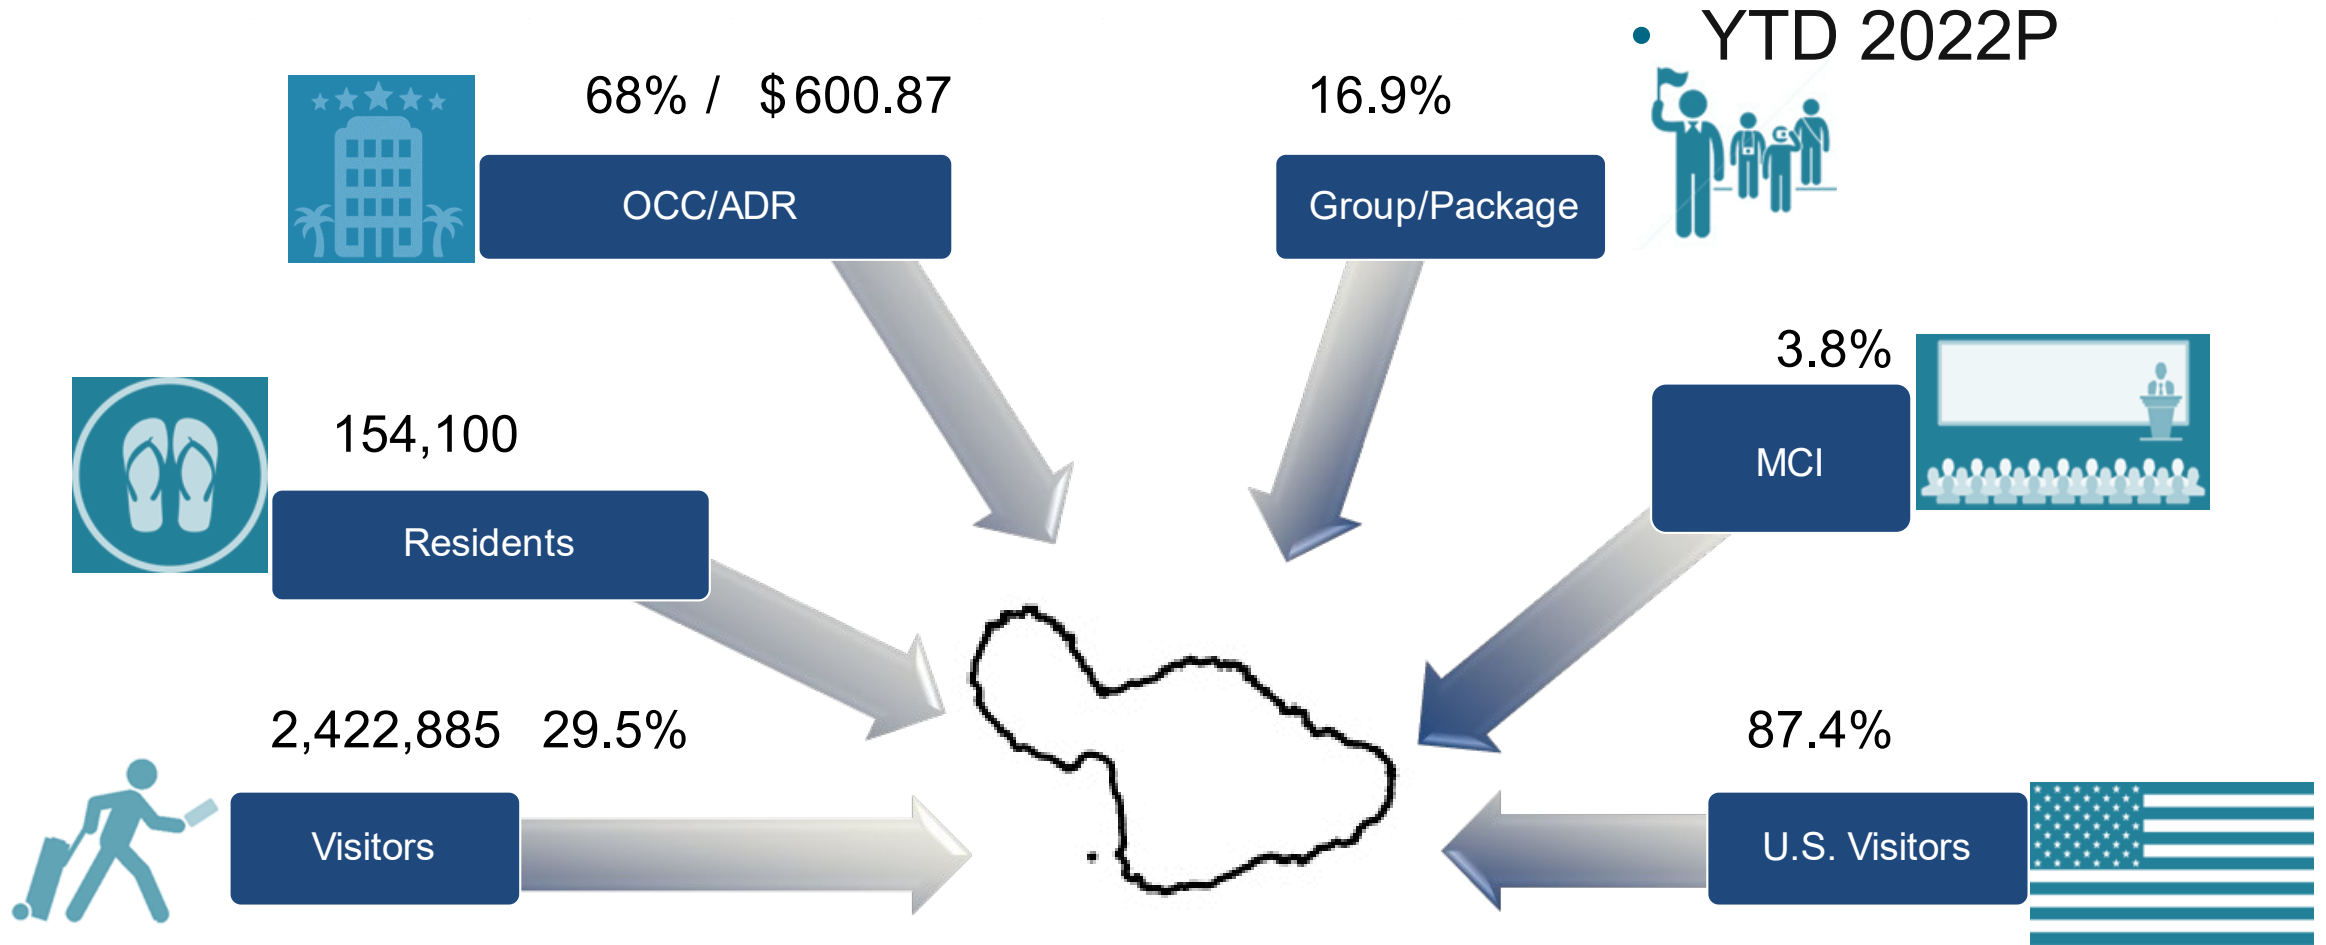 • YTD 2022P
68% / $600.87
OCC/ADR
16.9%
Group/Package
3.8%
MCI
154,100
Residents
2,422,885 29.5%
Visitors
87.4%
U.S. Visitors